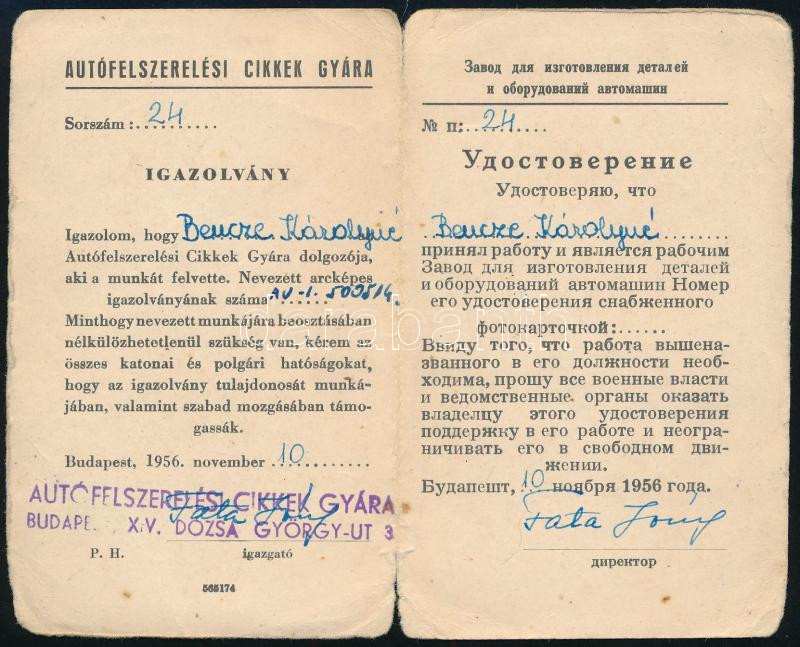 AUTÓFELSZERELÉSI CIKKEK GYÁRA
Sorszám: 24
IGAZOLVÁNY
Igazolom, hogy Bencze Károlyné a
Autófelszerelési Cikkek Gyára dolgozója,
aki a munkát felvette. Nevezett arcképes
igazolványának száma AU-I. 509514.
Minthogy nevezett munkájára beosztásában
nélkülözhetetlenül szükség van, kérem az
összes katonai és polgári hatóságokat,
hogy az igazolvány tulajdonosát munká-
jában, valamint szabad mozgásában támo-
gassák.
Budapest, 1956. november 10
AUTÓFELSZERELÉSI CIKKEK GYÁRA
BUDAPE , XIV. DÓZSA GYÖRGY-UT 3
P. H. igazgató
565174
Завод для изготовления деталей
и оборудований автомашин
№ п: 24
Удостоверение
Удостоверяю, что
Bencze Károlyné
принял работу и является рабочим
Завод для изготовления деталей
и оборудований автомашин Номер
его удостоверения снабженного
фотокарточкой:......
Ввиду того, что работа вышена-
званного в его должности необ-
ходима, прошу все военные власти
и ведомственные органы оказать
владелцу этого удостоверения
поддержку в его работе и неогра-
ничивать его в свободном дви-
жении.
Будапешт, 10 ноября 1956 года.
директор
darabanth